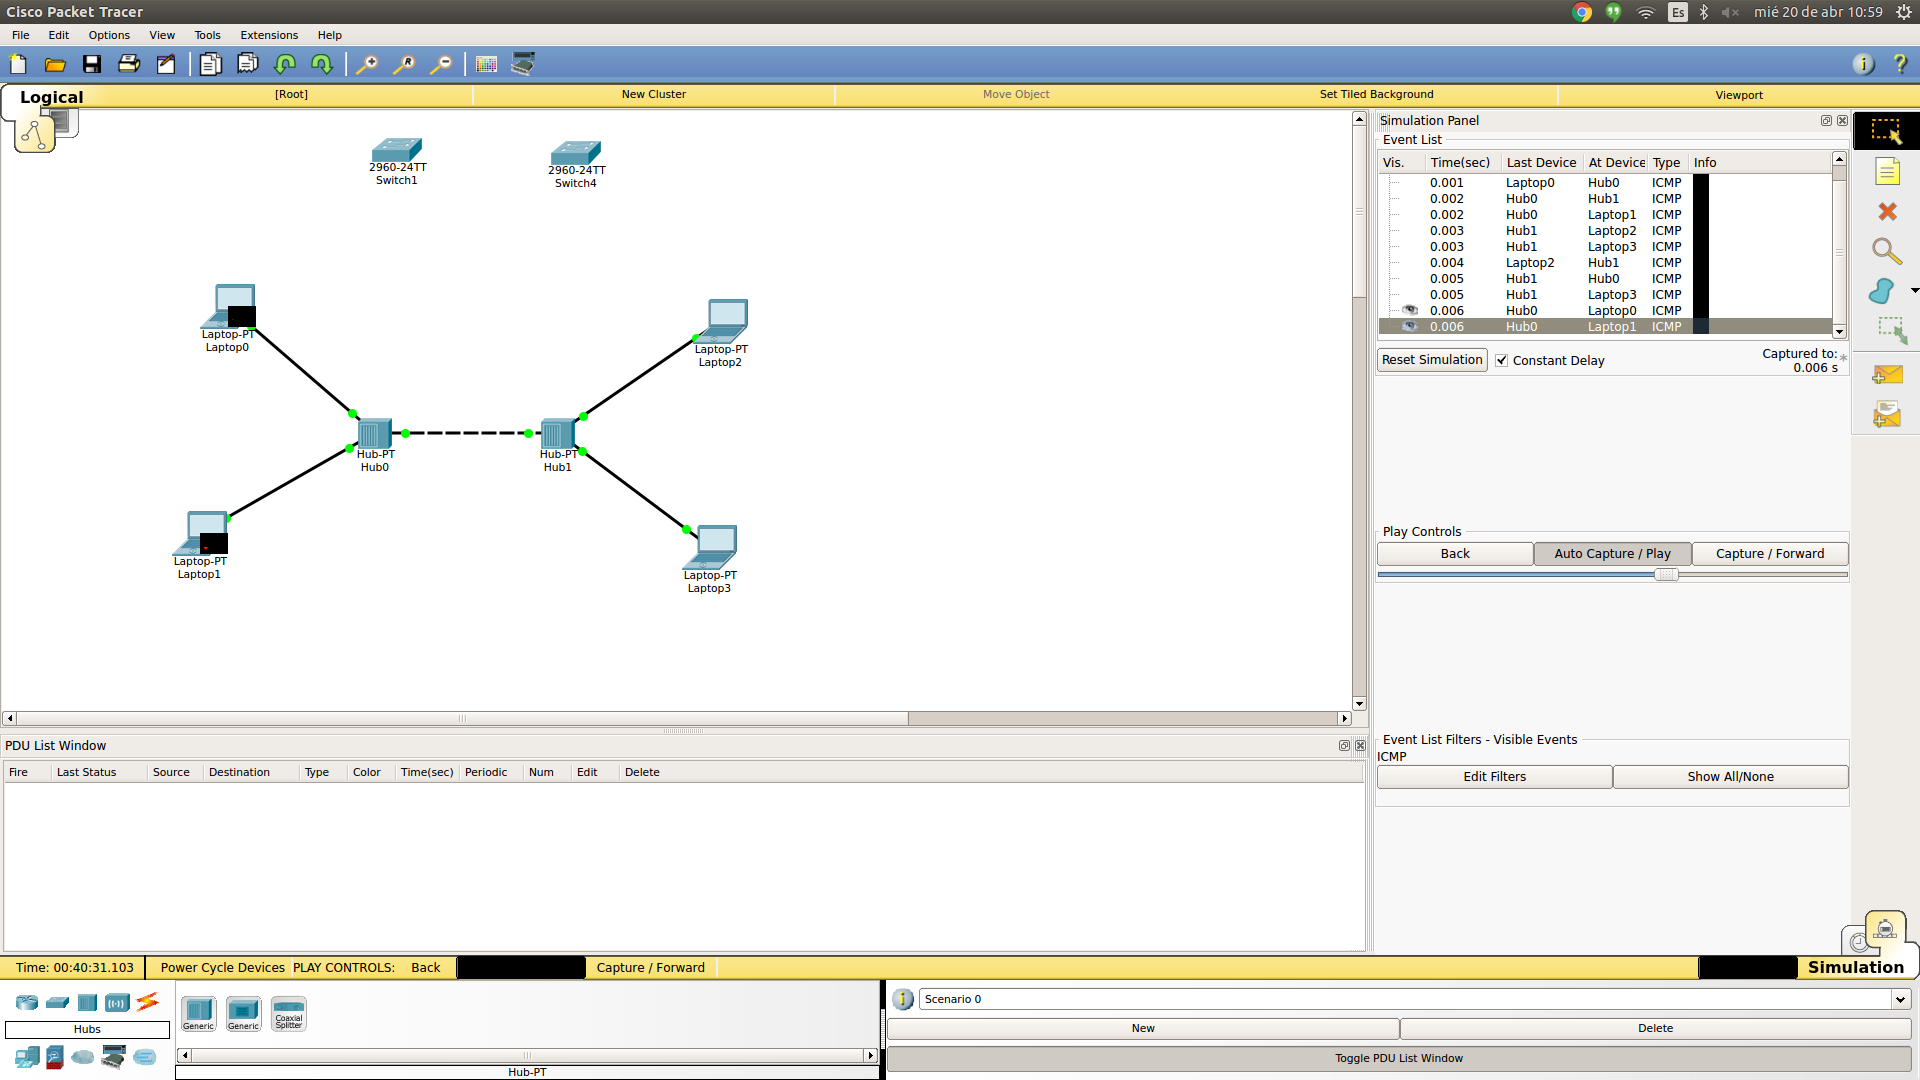 Cisco Packet Tracer
Es
mié 20 de abr 10:59
File Edit Options View Tools Extensions Help
Logical
[Root]
New Cluster
Move Object
Set Tiled Background
Viewport
2960-24TT
Switch1
2960-24TT
Switch4
Laptop-PT
Laptop0
Laptop-PT
Laptop2
Hub-PT
Hub0
Hub-PT
Hub1
Laptop-PT
Laptop1
Laptop-PT
Laptop3
Simulation Panel
Event List
Vis. Time(sec) Last Device At Device Type Info
0.001 Laptop0 Hub0 ICMP
0.002 Hub0 Hub1 ICMP
0.002 Hub0 Laptop1 ICMP
0.003 Hub1 Laptop2 ICMP
0.003 Hub1 Laptop3 ICMP
0.004 Laptop2 Hub1 ICMP
0.005 Hub1 Hub0 ICMP
0.005 Hub1 Laptop3 ICMP
0.006 Hub0 Laptop0 ICMP
0.006 Hub0 Laptop1 ICMP
Reset Simulation Constant Delay
Captured to: *
0.006 s
Play Controls
Back Auto Capture / Play Capture / Forward
Event List Filters - Visible Events
ICMP
Edit Filters Show All/None
PDU List Window
Fire Last Status Source Destination Type Color Time(sec) Periodic Num Edit Delete
Time: 00:40:31.103 Power Cycle Devices PLAY CONTROLS: Back Capture / Forward
Simulation
Hubs
Generic
Generic
Coaxial
Splitter
Hub-PT
Scenario 0
New Delete
Toggle PDU List Window